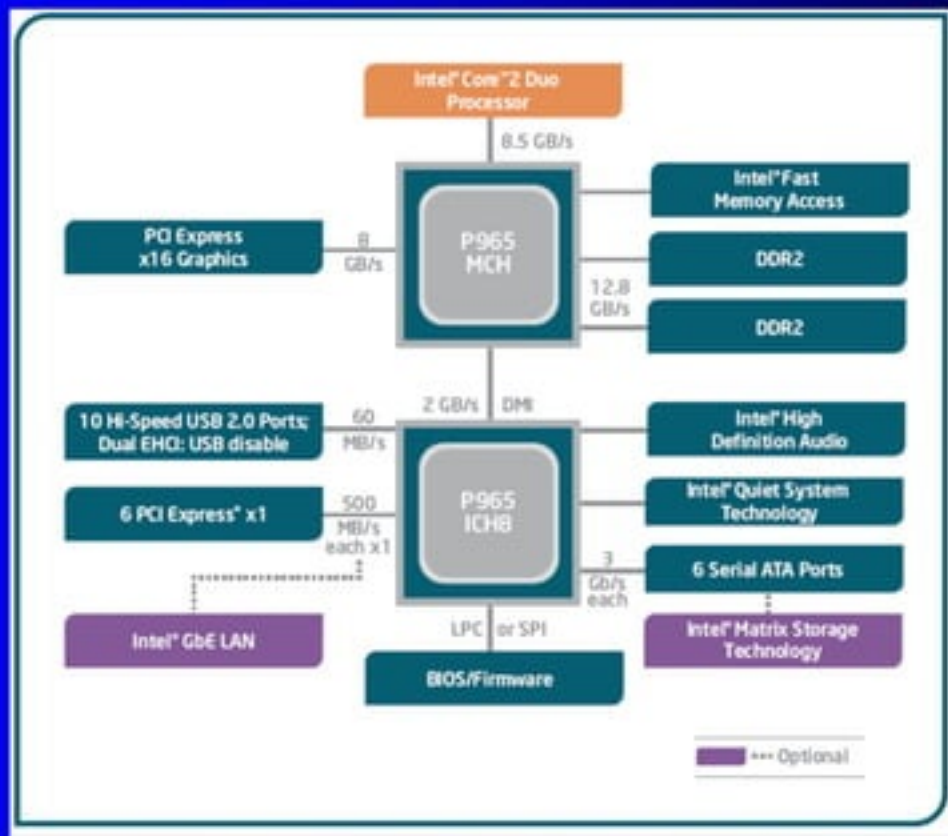 Intel® Core™2 Duo
Processor
8.5 GB/s
Intel® Fast
Memory Access
PCI Express
x16 Graphics
8
GB/s
P965
MCH
DDR2
12.8
GB/s
DDR2
2 GB/s DMI
10 Hi-Speed USB 2.0 Ports;
Dual EHCI: USB disable
60
MB/s
Intel® High
Definition Audio
6 PCI Express® x1
500
MB/s
each x1
P965
ICH8
Intel® Quiet System
Technology
3
Gb/s
each
6 Serial ATA Ports
Intel® GbE LAN
LPC or SPI
Intel® Matrix Storage
Technology
BIOS/Firmware
Optional